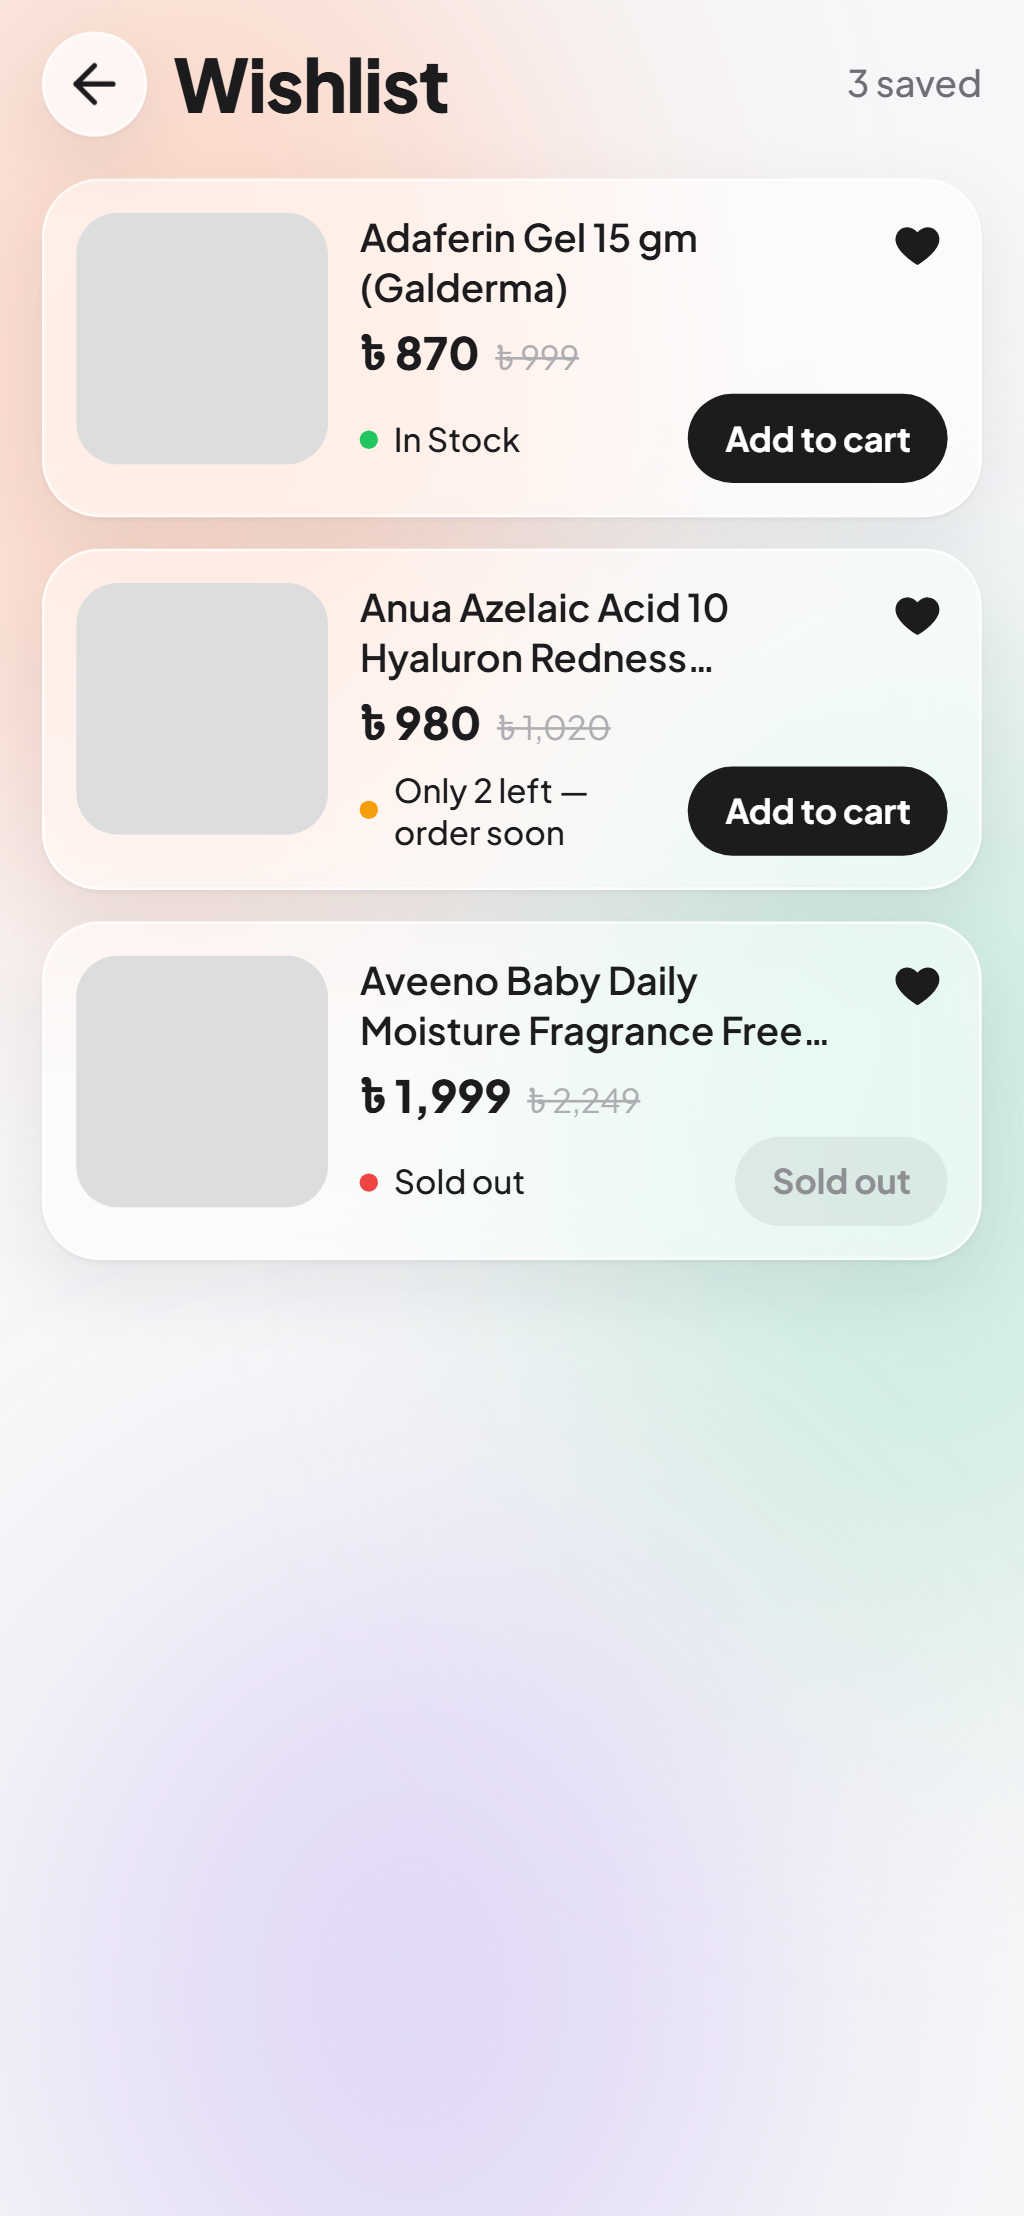 Wishlist
3 saved
Adaferin Gel 15 gm
(Galderma)
৳ 870 ৳ 999
In Stock
Add to cart
Anua Azelaic Acid 10
Hyaluron Redness...
৳ 980 ৳ 1,020
Only 2 left —
order soon
Add to cart
Aveeno Baby Daily
Moisture Fragrance Free...
৳ 1,999 ৳ 2,249
Sold out
Sold out